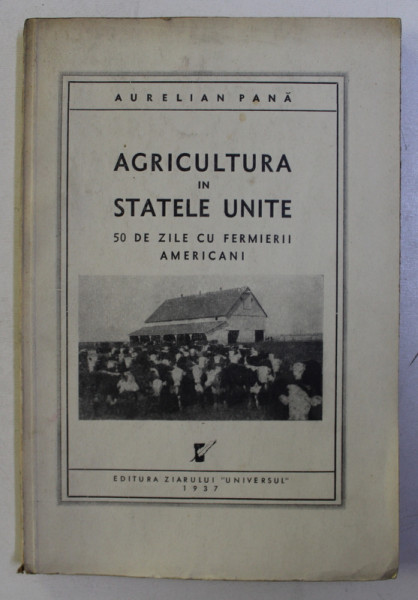 AURELIAN PANĂ
AGRICULTURA
IN
STATELE UNITE
50 DE ZILE CU FERMIERII
AMERICANI
EDITURA ZIARULUI "UNIVERSUL"
1937